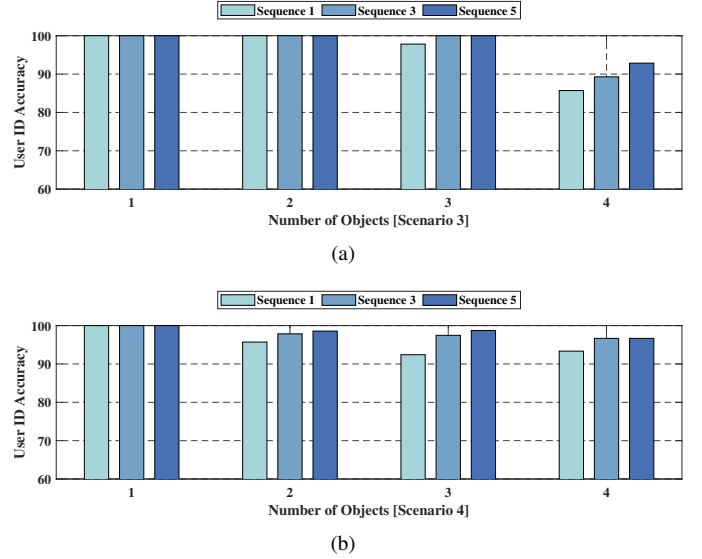 Sequence 1 Sequence 3 Sequence 5
100
90
80
70
60
User ID Accuracy
1 2 3 4
Number of Objects [Scenario 3]
(a)
Sequence 1 Sequence 3 Sequence 5
100
90
80
70
60
User ID Accuracy
1 2 3 4
Number of Objects [Scenario 4]
(b)